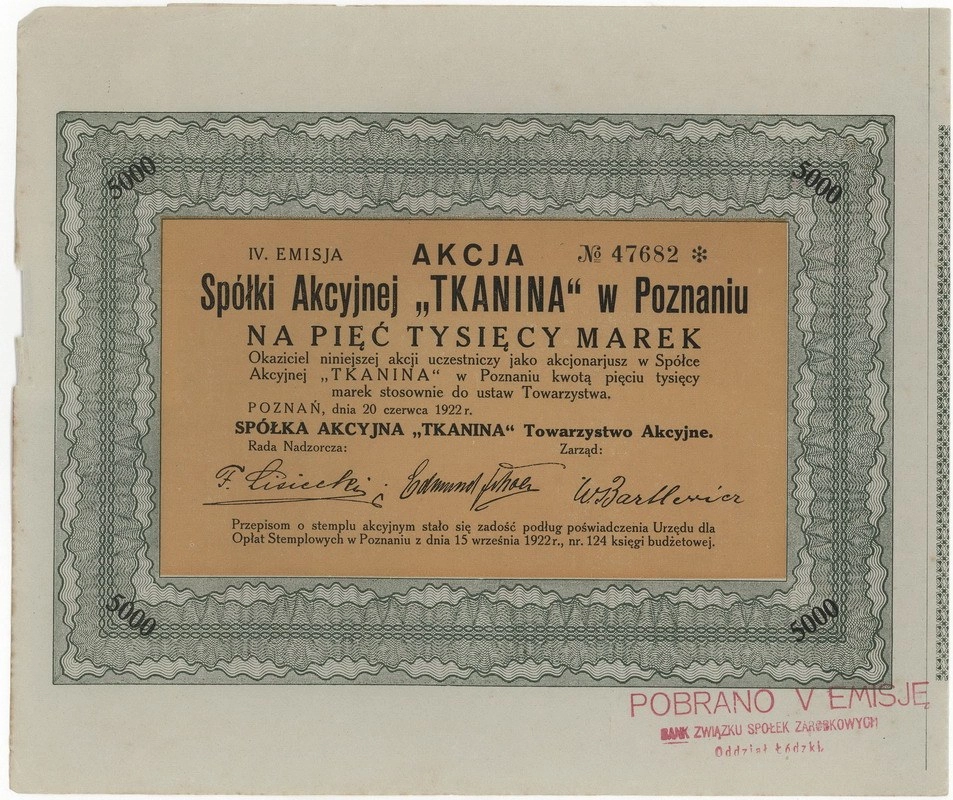 5000
5000
IV. EMISJA AKCJA № 47682 ✻
Spółki Akcyjnej „TKANINA“ w Poznaniu
NA PIĘĆ TYSIĘCY MAREK
Okaziciel niniejszej akcji uczestniczy jako akcjonarjusz w Spółce
Akcyjnej „TKANINA“ w Poznaniu kwotą pięciu tysięcy
marek stosownie do ustaw Towarzystwa.
POZNAŃ, dnia 20 czerwca 1922 r.
SPÓŁKA AKCYJNA „TKANINA“ Towarzystwo Akcyjne.
Rada Nadzorcza: Zarząd:
F. Lisiecki Edmund W. Bartlewicz
Przepisom o stemplu akcyjnym stało się zadość podług poświadczenia Urzędu dla
Opłat Stemplowych w Poznaniu z dnia 15 września 1922 r., nr. 124 księgi budżetowej.
5000
5000
POBRANO V EMISJĘ
BANK ZWIĄZKU SPÓŁEK ZAROBKOWYCH
Oddział Łódzki.